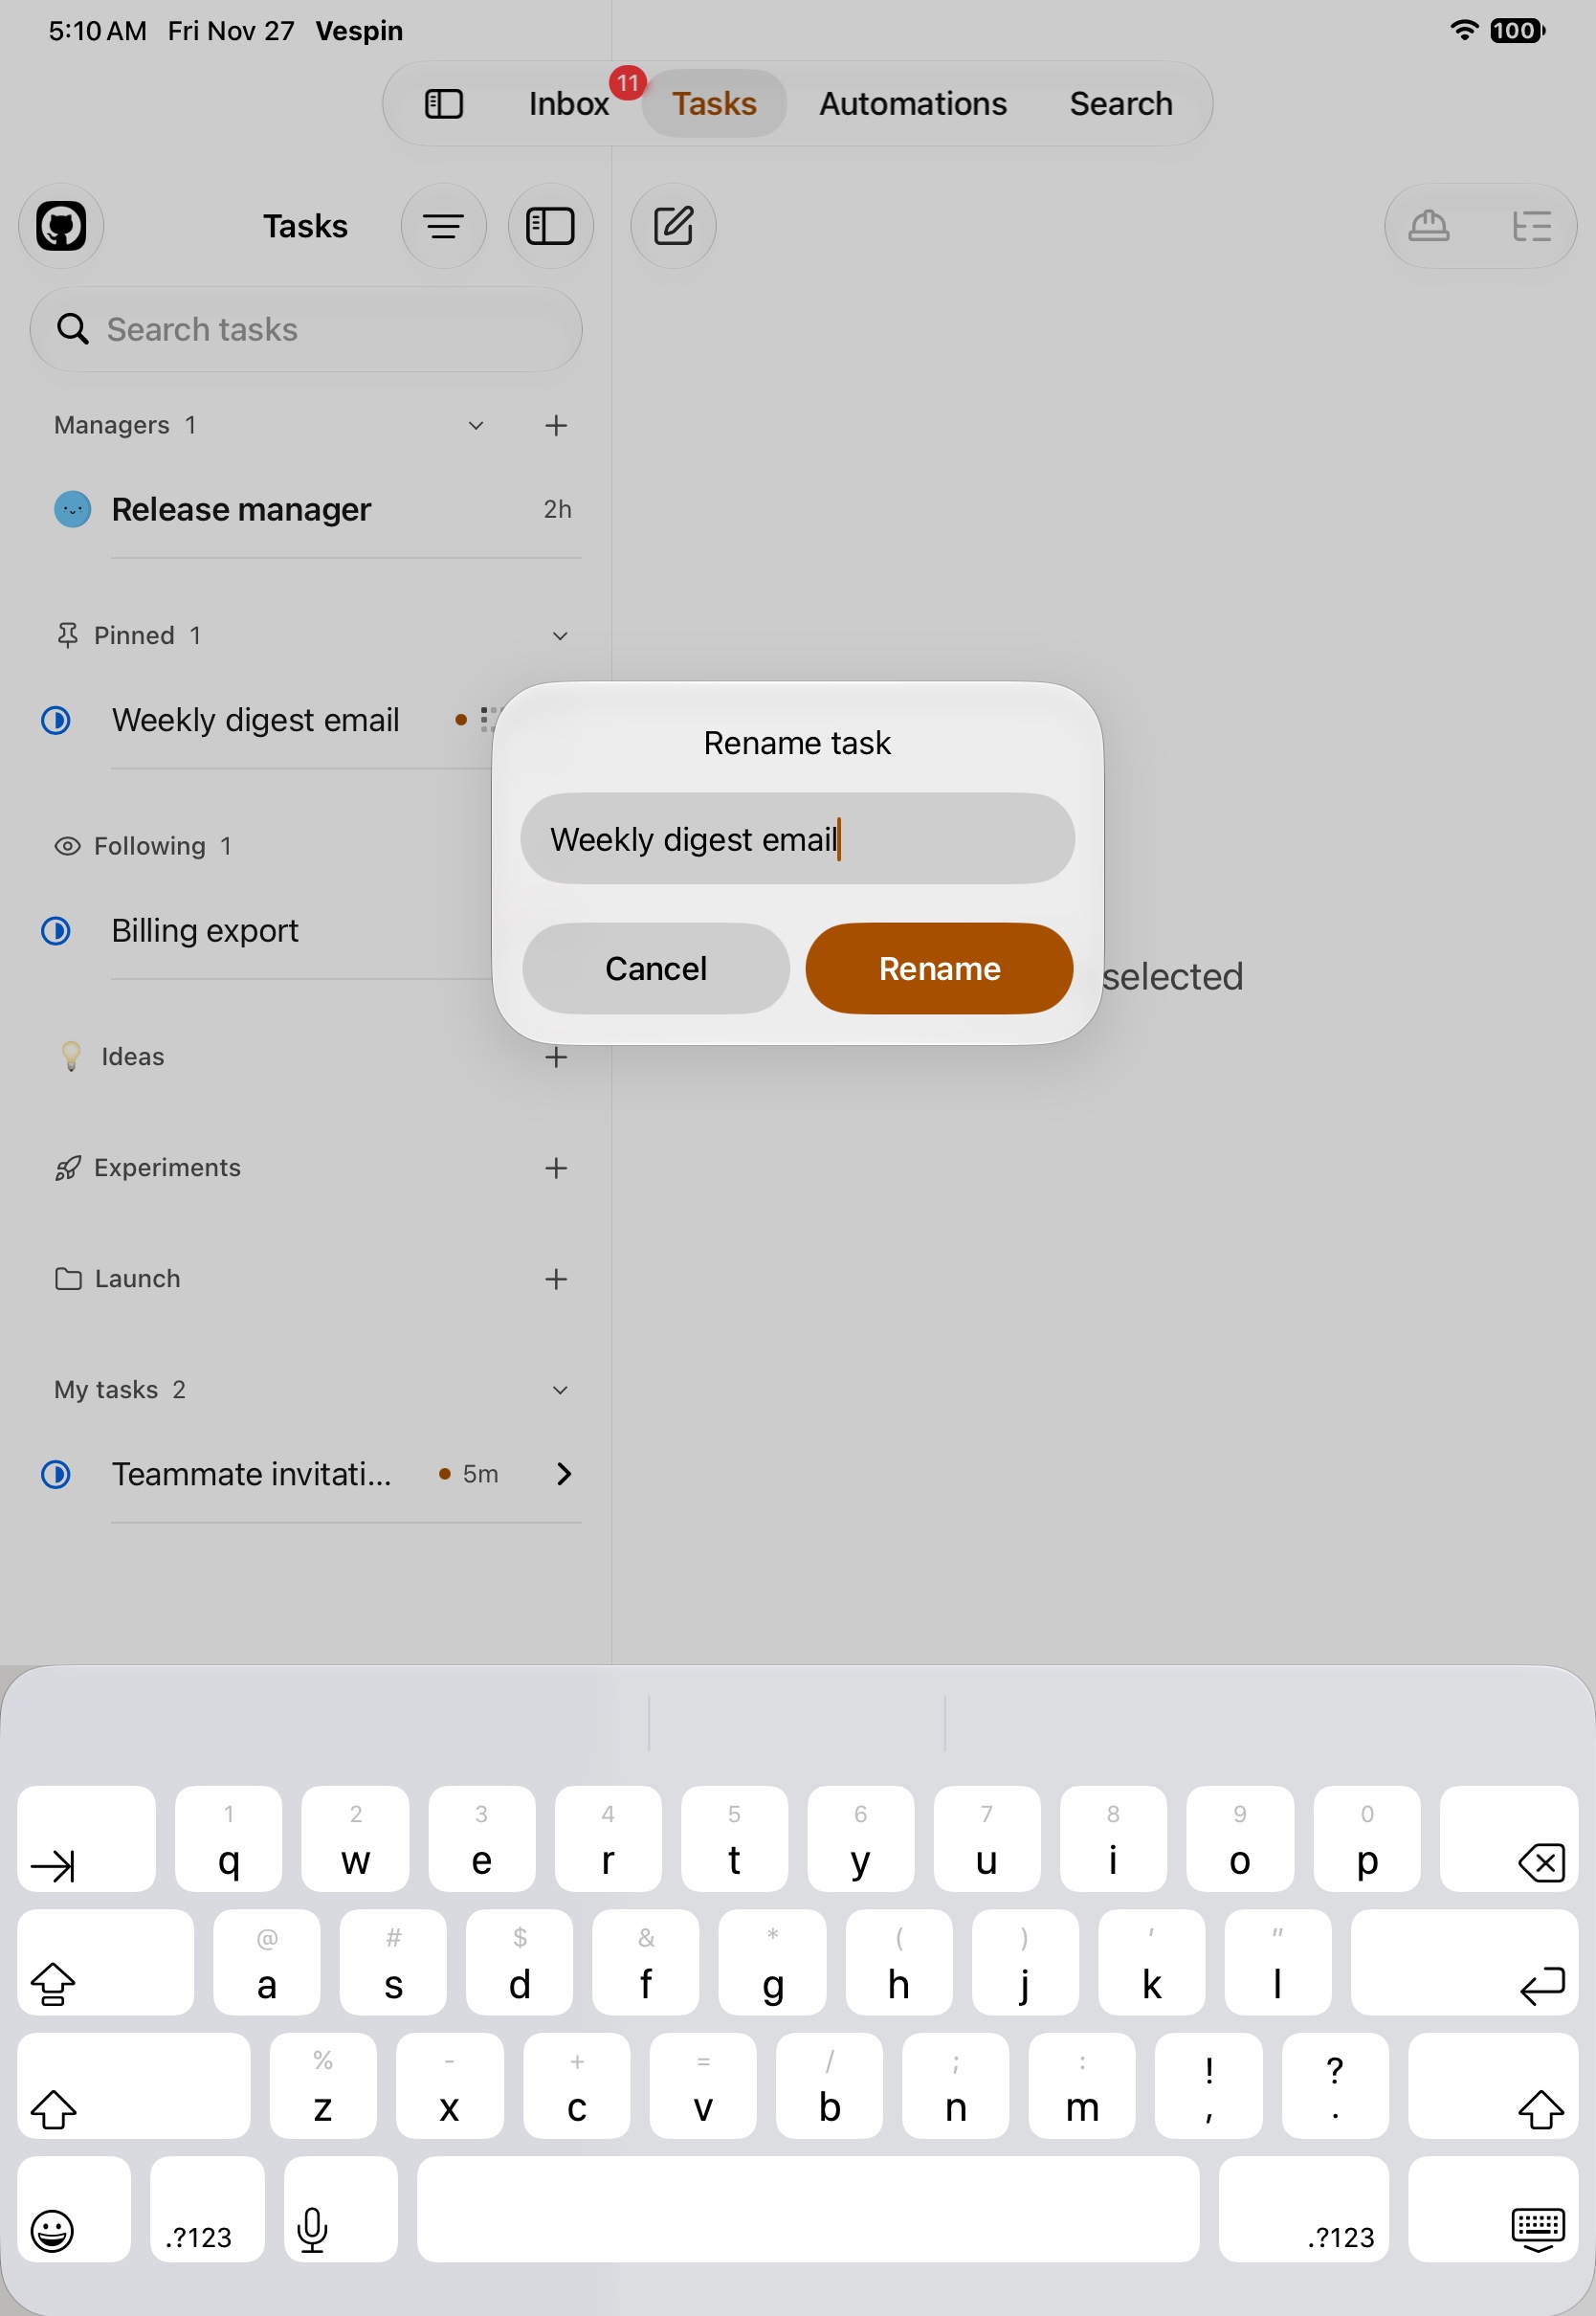 5:10 AM Fri Nov 27 Vespin
100
Inbox 11 Tasks Automations Search
Tasks
Search tasks
Managers 1
Release manager 2h
Pinned 1
Weekly digest email
Rename task
Weekly digest email
Cancel Rename
Following 1
Billing export
selected
Ideas
Experiments
Launch
My tasks 2
Teammate invitati... 5m
1 2 3 4 5 6 7 8 9 0
q w e r t y u i o p
@ # $ & * ( ) ' "
a s d f g h j k l
% - + = / ; : ! ?
z x c v b n m , .
.?123 .?123